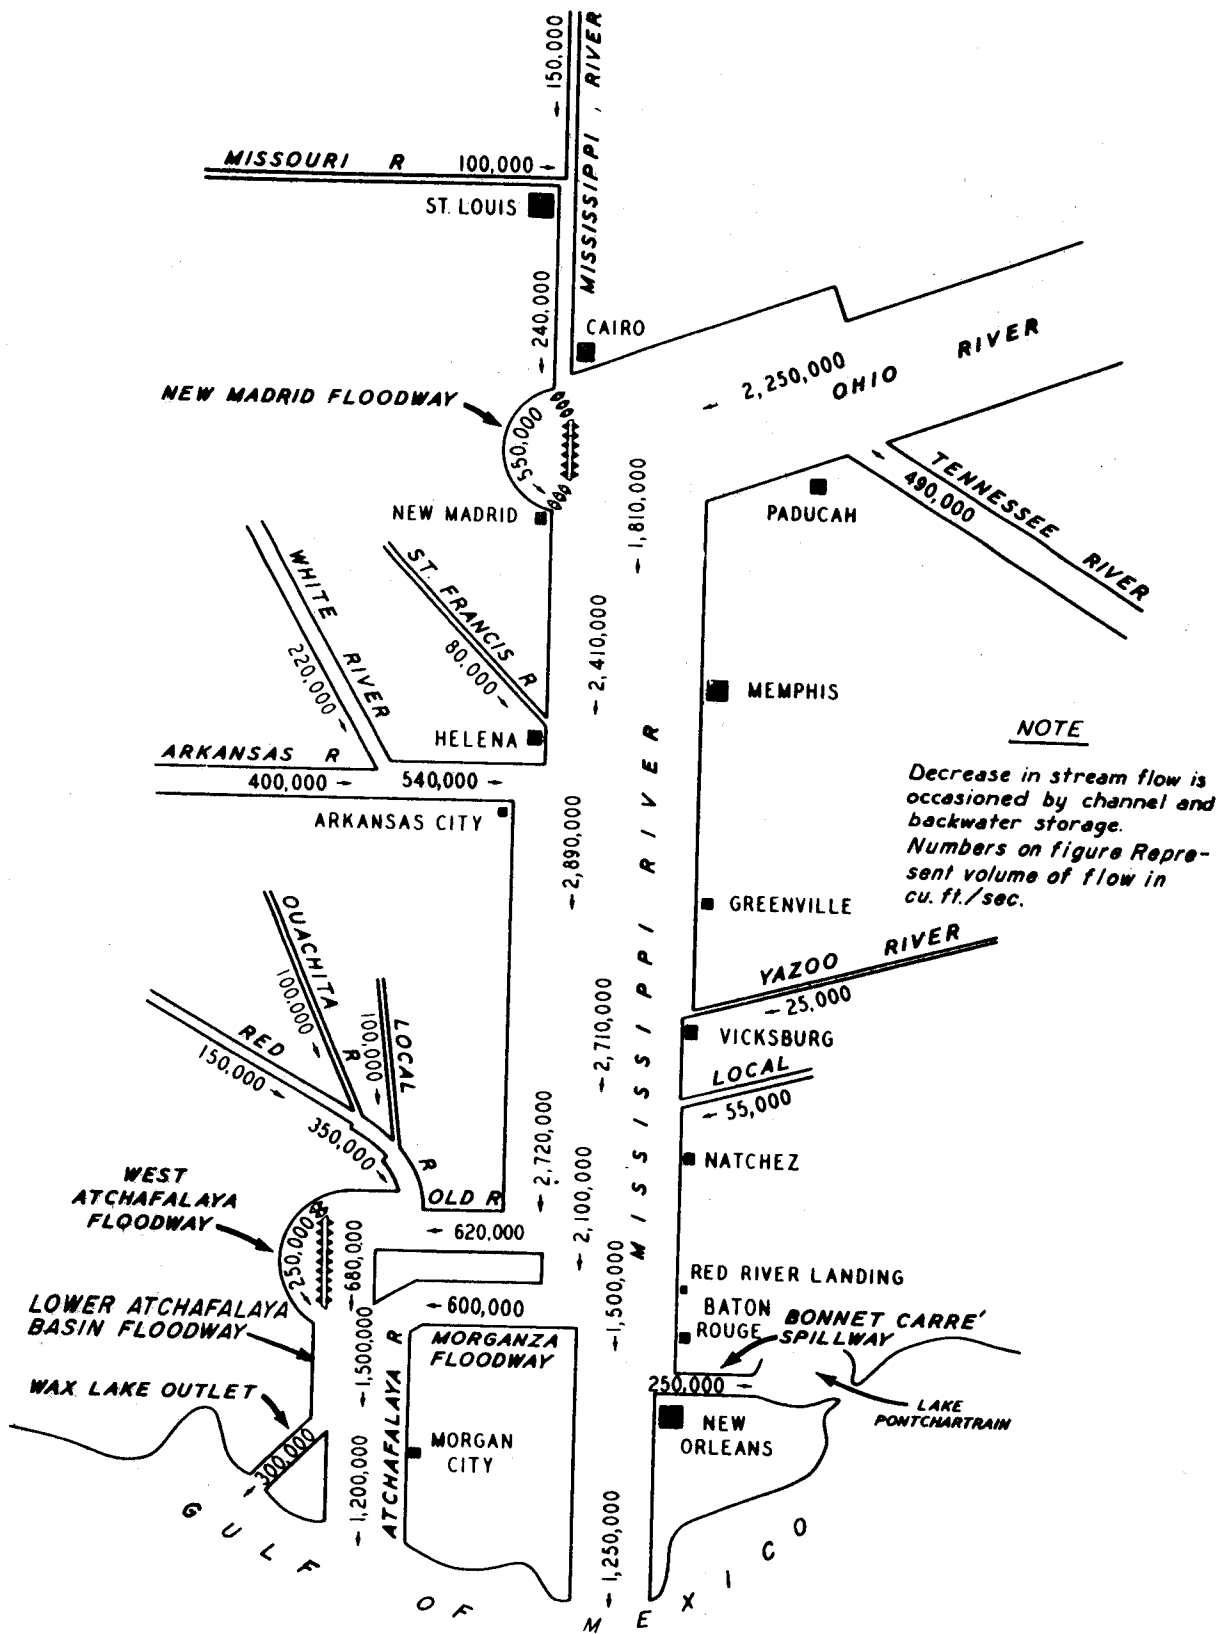 150,000
MISSISSIPPI RIVER
MISSOURI R
100,000
ST. LOUIS
240,000
CAIRO
2,250,000
OHIO RIVER
NEW MADRID FLOODWAY
550,000
NEW MADRID
1,810,000
PADUCAH
490,000
TENNESSEE RIVER
WHITE RIVER
220,000
ST. FRANCIS R
80,000
2,410,000
MEMPHIS
HELENA
ARKANSAS R
400,000
540,000
ARKANSAS CITY
NOTE
Decrease in stream flow is
occasioned by channel and
backwater storage.
Numbers on figure Repre-
sent volume of flow in
cu. ft./sec.
2,890,000
MISSISSIPPI RIVER
GREENVILLE
YAZOO RIVER
25,000
OUACHITA R
100,000
LOCAL
100,000
RED R
150,000
350,000
2,710,000
VICKSBURG
LOCAL
55,000
2,720,000
NATCHEZ
2,100,000
WEST
ATCHAFALAYA
FLOODWAY
250,000
680,000
OLD R
620,000
600,000
1,500,000
RED RIVER LANDING
BATON
ROUGE
BONNET CARRE'
SPILLWAY
LOWER ATCHAFALAYA
BASIN FLOODWAY
1,500,000
ATCHAFALAYA R
MORGANZA
FLOODWAY
250,000
LAKE
PONTCHARTRAIN
WAX LAKE OUTLET
300,000
1,200,000
MORGAN
CITY
NEW
ORLEANS
1,250,000
GULF OF MEXICO